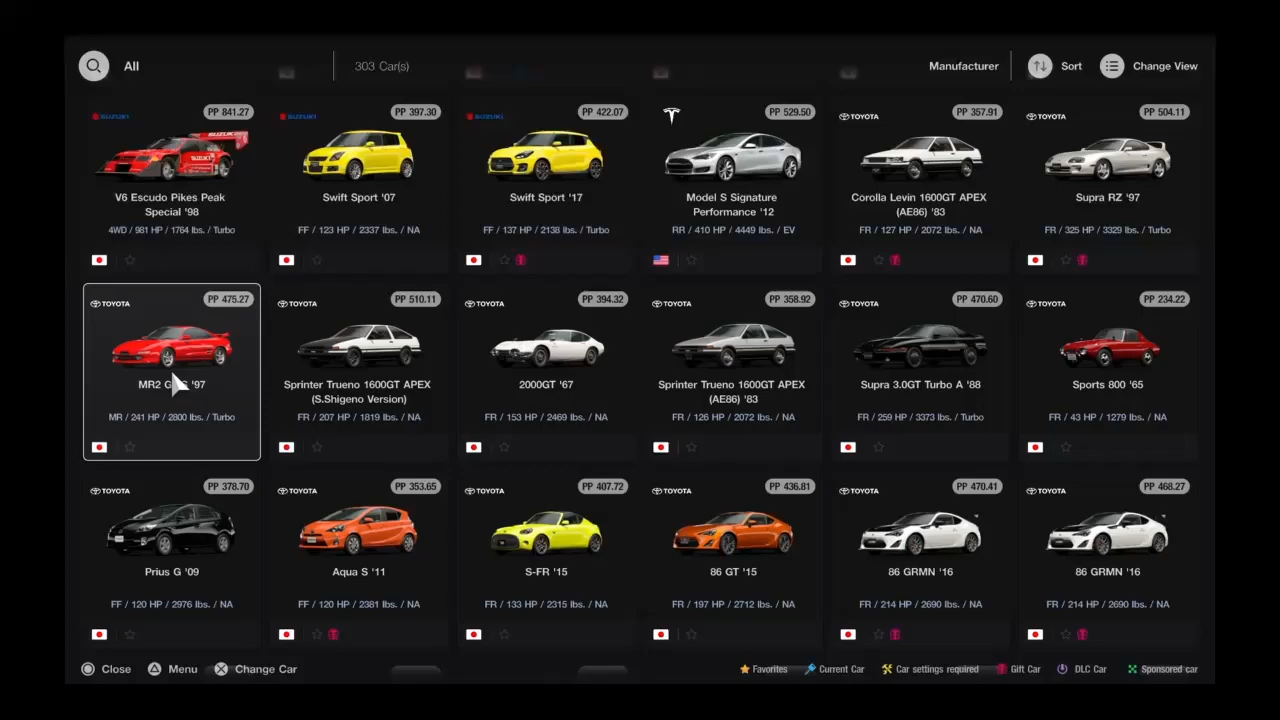 All
303 Car(s)
Manufacturer
Sort
Change View
SUZUKI
PP 841.27
V6 Escudo Pikes Peak
Special '98
4WD / 981 HP / 1764 lbs. / Turbo
SUZUKI
PP 397.30
Swift Sport '07
FF / 123 HP / 2337 lbs. / NA
SUZUKI
PP 422.07
Swift Sport '17
FF / 137 HP / 2138 lbs. / Turbo
PP 529.50
Model S Signature
Performance '12
RR / 410 HP / 4449 lbs. / EV
TOYOTA
PP 357.91
Corolla Levin 1600GT APEX
(AE86) '83
FR / 127 HP / 2072 lbs. / NA
TOYOTA
PP 504.11
Supra RZ '97
FR / 325 HP / 3329 lbs. / Turbo
TOYOTA
PP 475.27
MR2 '97
MR / 241 HP / 2800 lbs. / Turbo
TOYOTA
PP 510.11
Sprinter Trueno 1600GT APEX
(S.Shigeno Version)
FR / 207 HP / 1819 lbs. / NA
TOYOTA
PP 394.32
2000GT '67
FR / 153 HP / 2469 lbs. / NA
TOYOTA
PP 358.92
Sprinter Trueno 1600GT APEX
(AE86) '83
FR / 126 HP / 2072 lbs. / NA
TOYOTA
PP 470.60
Supra 3.0GT Turbo A '88
FR / 259 HP / 3373 lbs. / Turbo
TOYOTA
PP 234.22
Sports 800 '65
FR / 43 HP / 1279 lbs. / NA
TOYOTA
PP 378.70
Prius G '09
FF / 120 HP / 2976 lbs. / NA
TOYOTA
PP 353.65
Aqua S '11
FF / 120 HP / 2381 lbs. / NA
TOYOTA
PP 407.72
S-FR '15
FR / 133 HP / 2315 lbs. / NA
TOYOTA
PP 436.81
86 GT '15
FR / 197 HP / 2712 lbs. / NA
TOYOTA
PP 470.41
86 GRMN '16
FR / 214 HP / 2690 lbs. / NA
TOYOTA
PP 468.27
86 GRMN '16
FR / 214 HP / 2690 lbs. / NA
Close
Menu
Change Car
Favorites
Current Car
Car settings required
Gift Car
DLC Car
Sponsored car